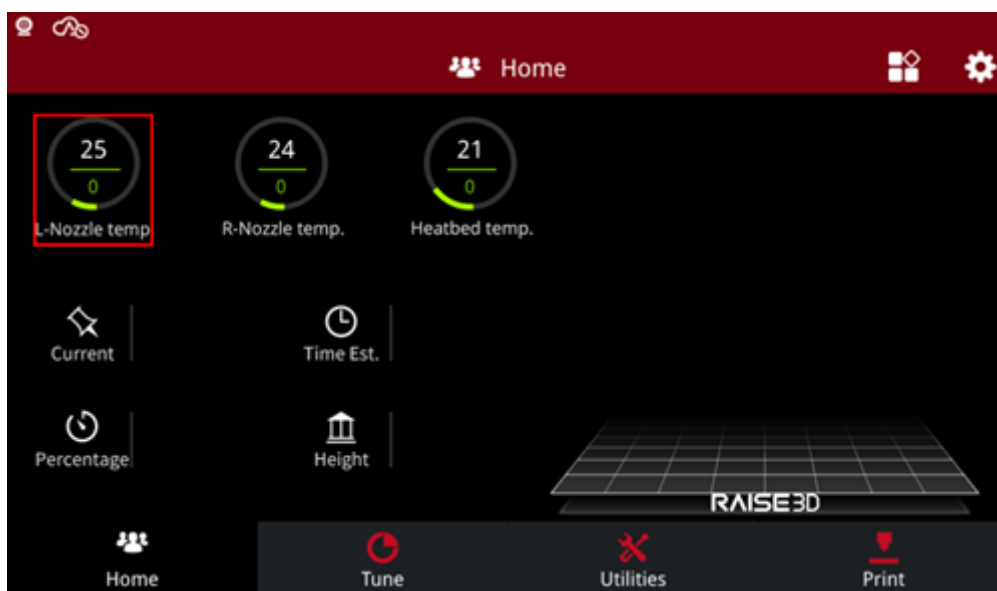 Home
25
0
L-Nozzle temp
24
0
R-Nozzle temp.
21
0
Heatbed temp.
Current
Time Est.
Percentage
Height
RAISE3D
Home
Tune
Utilities
Print